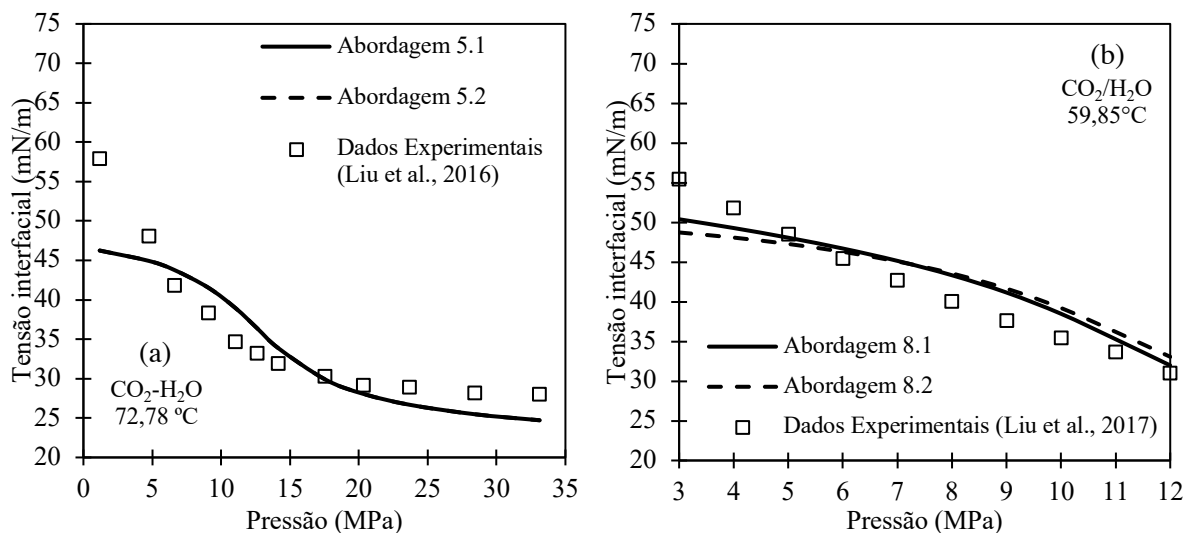 Tensão interfacial (mN/m)
75
70
65
60
55
50
45
40
35
30
25
20
Abordagem 5.1
Abordagem 5.2
Dados Experimentais
(Liu et al., 2016)
(a)
CO₂-H₂O
72,78 ºC
0 5 10 15 20 25 30 35
Pressão (MPa)
Tensão interfacial (mN/m)
75
70
65
60
55
50
45
40
35
30
25
20
(b)
CO₂/H₂O
59,85°C
Abordagem 8.1
Abordagem 8.2
Dados Experimentais (Liu et al., 2017)
3 4 5 6 7 8 9 10 11 12
Pressão (MPa)